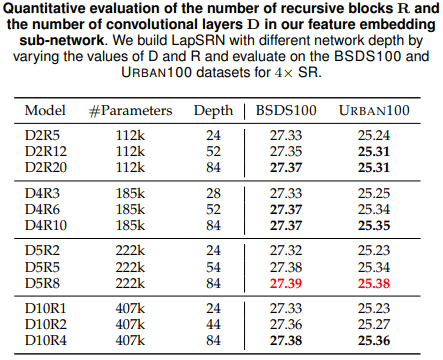 Quantitative evaluation of the number of recursive blocks R and
the number of convolutional layers D in our feature embedding
sub-network. We build LapSRN with different network depth by
varying the values of D and R and evaluate on the BSDS100 and
URBAN100 datasets for 4× SR.
Model #Parameters Depth BSDS100 URBAN100
D2R5 112k 24 27.33 25.24
D2R12 112k 52 27.35 25.31
D2R20 112k 84 27.37 25.31
D4R3 185k 28 27.33 25.25
D4R6 185k 52 27.37 25.34
D4R10 185k 84 27.37 25.35
D5R2 222k 24 27.32 25.23
D5R5 222k 54 27.38 25.34
D5R8 222k 84 27.39 25.38
D10R1 407k 24 27.33 25.23
D10R2 407k 44 27.36 25.27
D10R4 407k 84 27.38 25.36